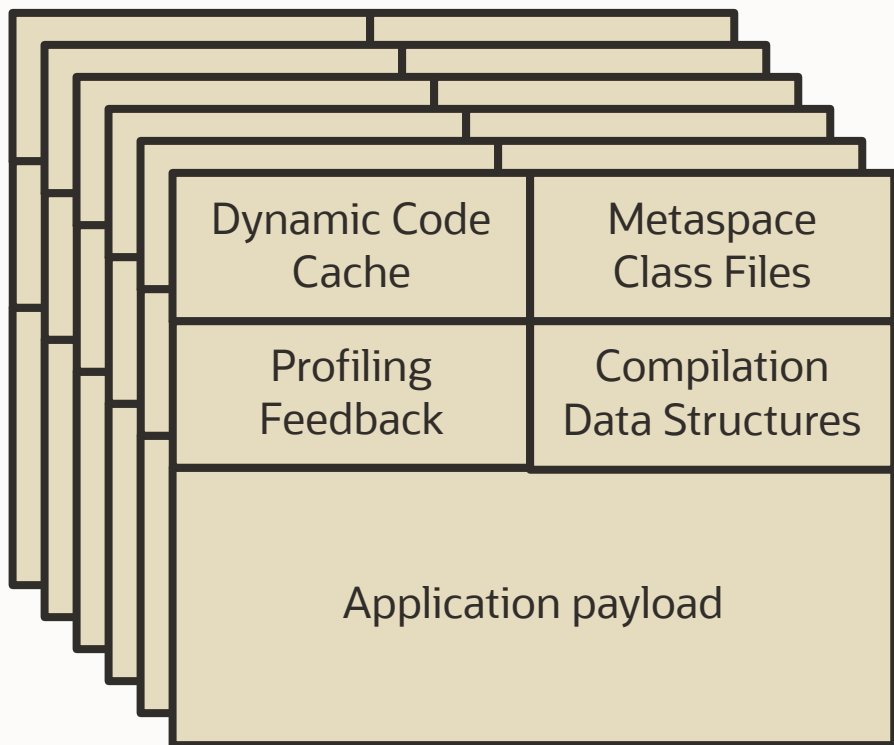 Dynamic Code
Cache
Metaspace
Class Files
Profiling
Feedback
Compilation
Data Structures
Application payload